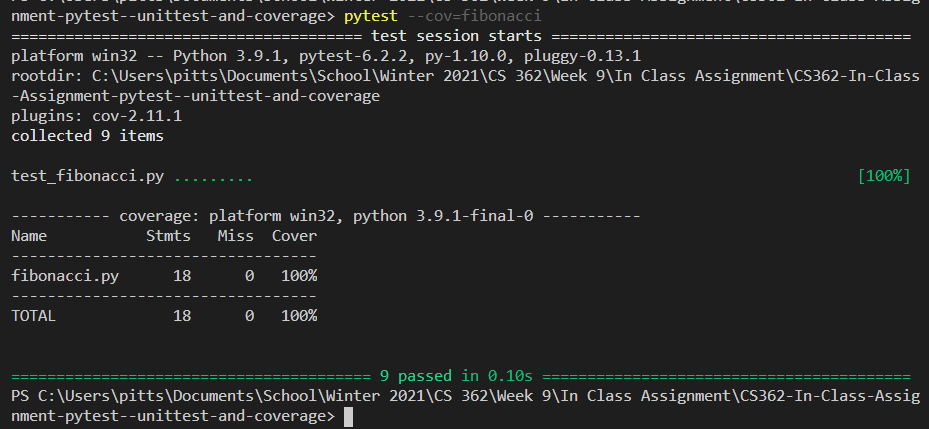 nment-pytest--unittest-and-coverage> pytest --cov=fibonacci
======================================= test session starts ========================================
platform win32 -- Python 3.9.1, pytest-6.2.2, py-1.10.0, pluggy-0.13.1
rootdir: C:\Users\pitts\Documents\School\Winter 2021\CS 362\Week 9\In Class Assignment\CS362-In-Class
-Assignment-pytest--unittest-and-coverage
plugins: cov-2.11.1
collected 9 items
test_fibonacci.py ......... [100%]
----------- coverage: platform win32, python 3.9.1-final-0 -----------
Name Stmts Miss Cover
----------------------------------
fibonacci.py 18 0 100%
----------------------------------
TOTAL 18 0 100%
======================================== 9 passed in 0.10s =========================================
PS C:\Users\pitts\Documents\School\Winter 2021\CS 362\Week 9\In Class Assignment\CS362-In-Class-Assig
nment-pytest--unittest-and-coverage>